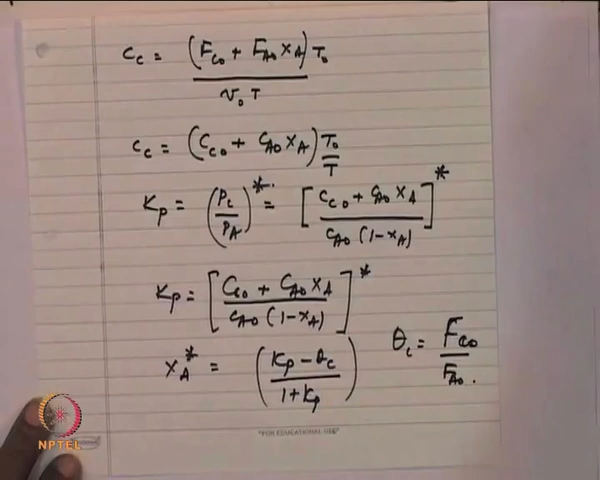 C_C = (F_C0 + F_A0 X_A) T_0 / v_0 T
C_C = (C_C0 + C_A0 X_A) T_0 / T
K_p = (P_C / P_A)^* = [C_C0 + C_A0 X_A / C_A0 (1 - X_A)]^*
K_p = [C_C0 + C_A0 X_A / C_A0 (1 - X_A)]^*
X_A^* = (K_p - θ_C / 1 + K_p) θ_C = F_C0 / F_A0.
"FOR EDUCATIONAL USE"
NPTEL